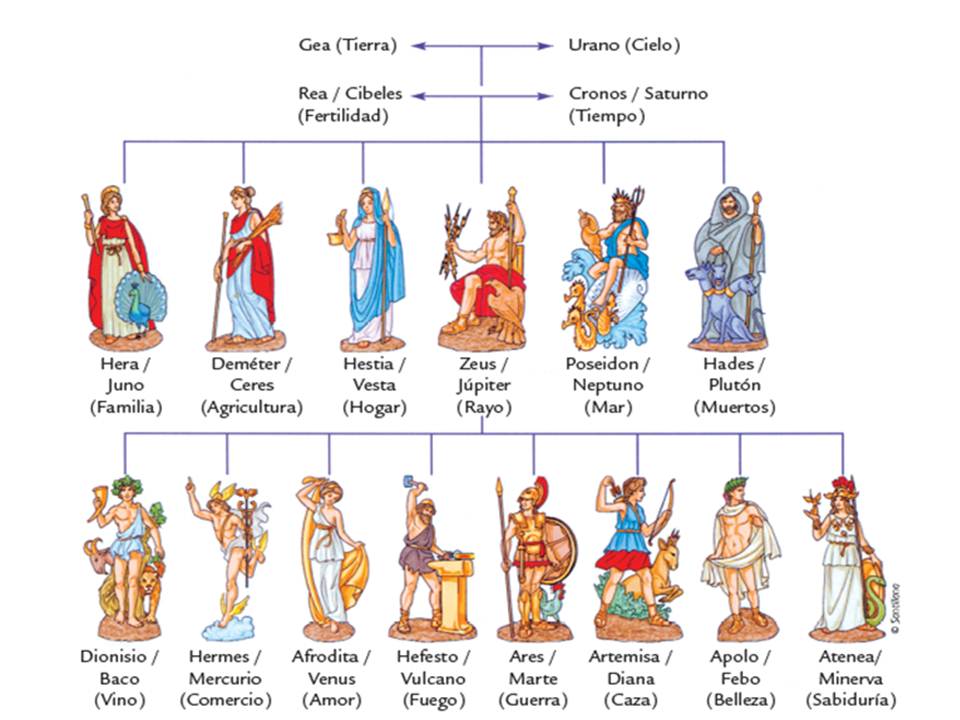 Gea (Tierra) Urano (Cielo)
Rea / Cibeles Cronos / Saturno
(Fertilidad) (Tiempo)
Hera / Deméter / Hestia / Zeus / Poseidon / Hades /
Juno Ceres Vesta Júpiter Neptuno Plutón
(Familia) (Agricultura) (Hogar) (Rayo) (Mar) (Muertos)
Dionisio / Hermes / Afrodita / Hefesto / Ares / Artemisa / Apolo / Atenea/
Baco Mercurio Venus Vulcano Marte Diana Febo Minerva
(Vino) (Comercio) (Amor) (Fuego) (Guerra) (Caza) (Belleza) (Sabiduría)
© Santillana